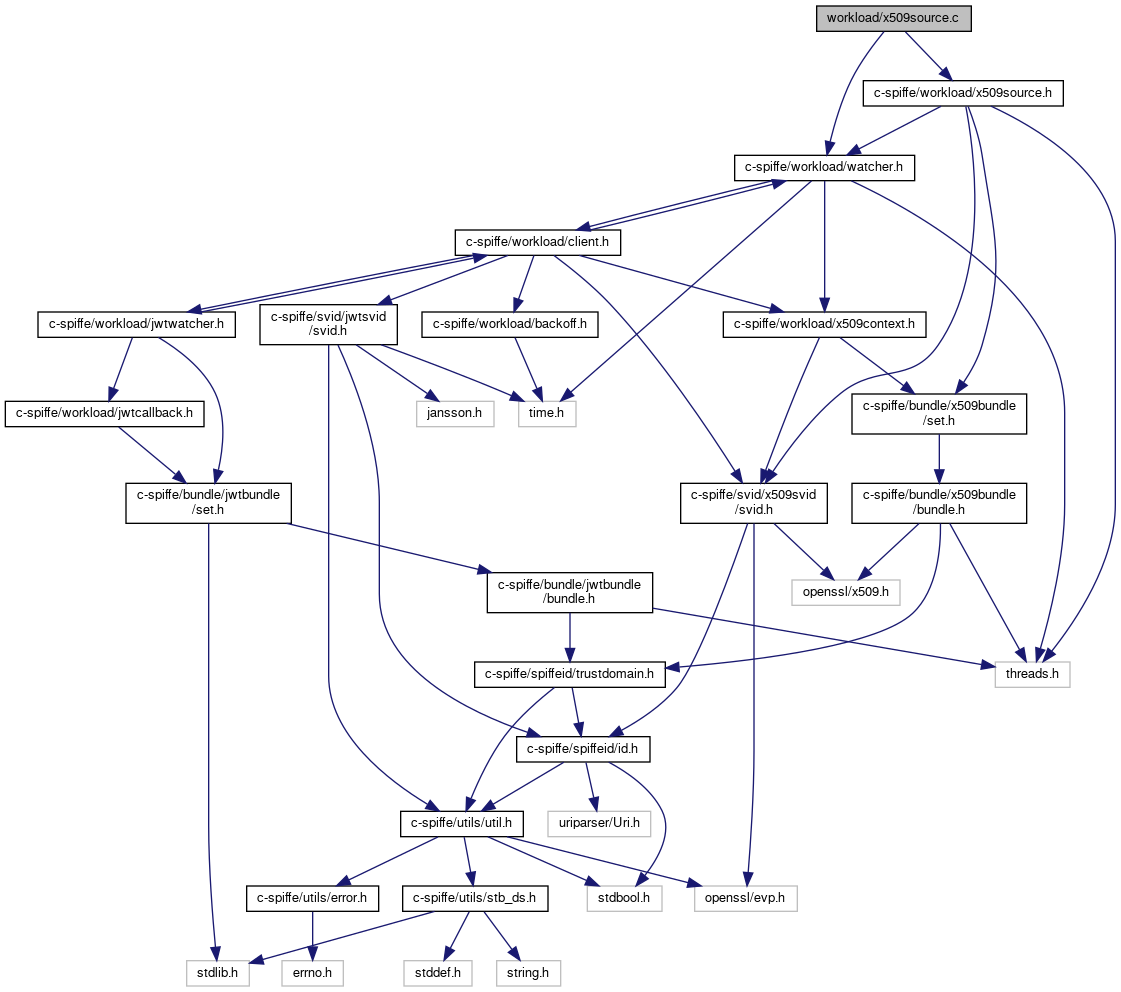 workload/x509source.c
c-spiffe/workload/x509source.h
c-spiffe/workload/watcher.h
c-spiffe/workload/client.h
c-spiffe/workload/jwtwatcher.h
c-spiffe/svid/jwtsvid
/svid.h
c-spiffe/workload/backoff.h
c-spiffe/workload/x509context.h
c-spiffe/workload/jwtcallback.h
jansson.h
time.h
c-spiffe/bundle/x509bundle
/set.h
c-spiffe/bundle/jwtbundle
/set.h
c-spiffe/svid/x509svid
/svid.h
c-spiffe/bundle/x509bundle
/bundle.h
c-spiffe/bundle/jwtbundle
/bundle.h
openssl/x509.h
c-spiffe/spiffeid/trustdomain.h
threads.h
c-spiffe/spiffeid/id.h
c-spiffe/utils/util.h
uriparser/Uri.h
c-spiffe/utils/error.h
c-spiffe/utils/stb_ds.h
stdbool.h
openssl/evp.h
stdlib.h
errno.h
stddef.h
string.h